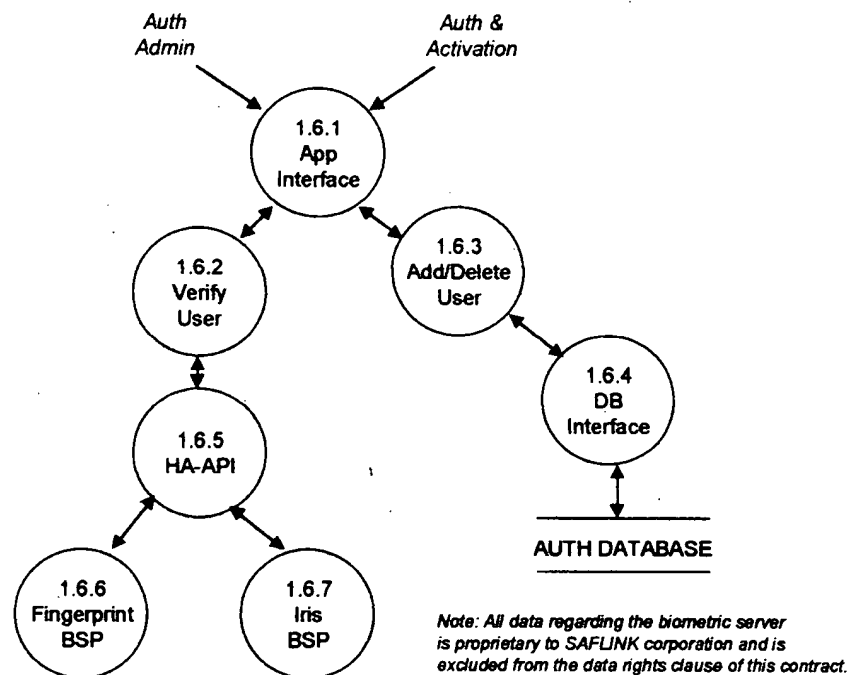 Auth
Admin
Auth &
Activation
1.6.1
App
Interface
1.6.2
Verify
User
1.6.3
Add/Delete
User
1.6.4
DB
Interface
1.6.5
HA-API
AUTH DATABASE
1.6.6
Fingerprint
BSP
1.6.7
Iris
BSP
Note: All data regarding the biometric server
is proprietary to SAFLINK corporation and is
excluded from the data rights clause of this contract.